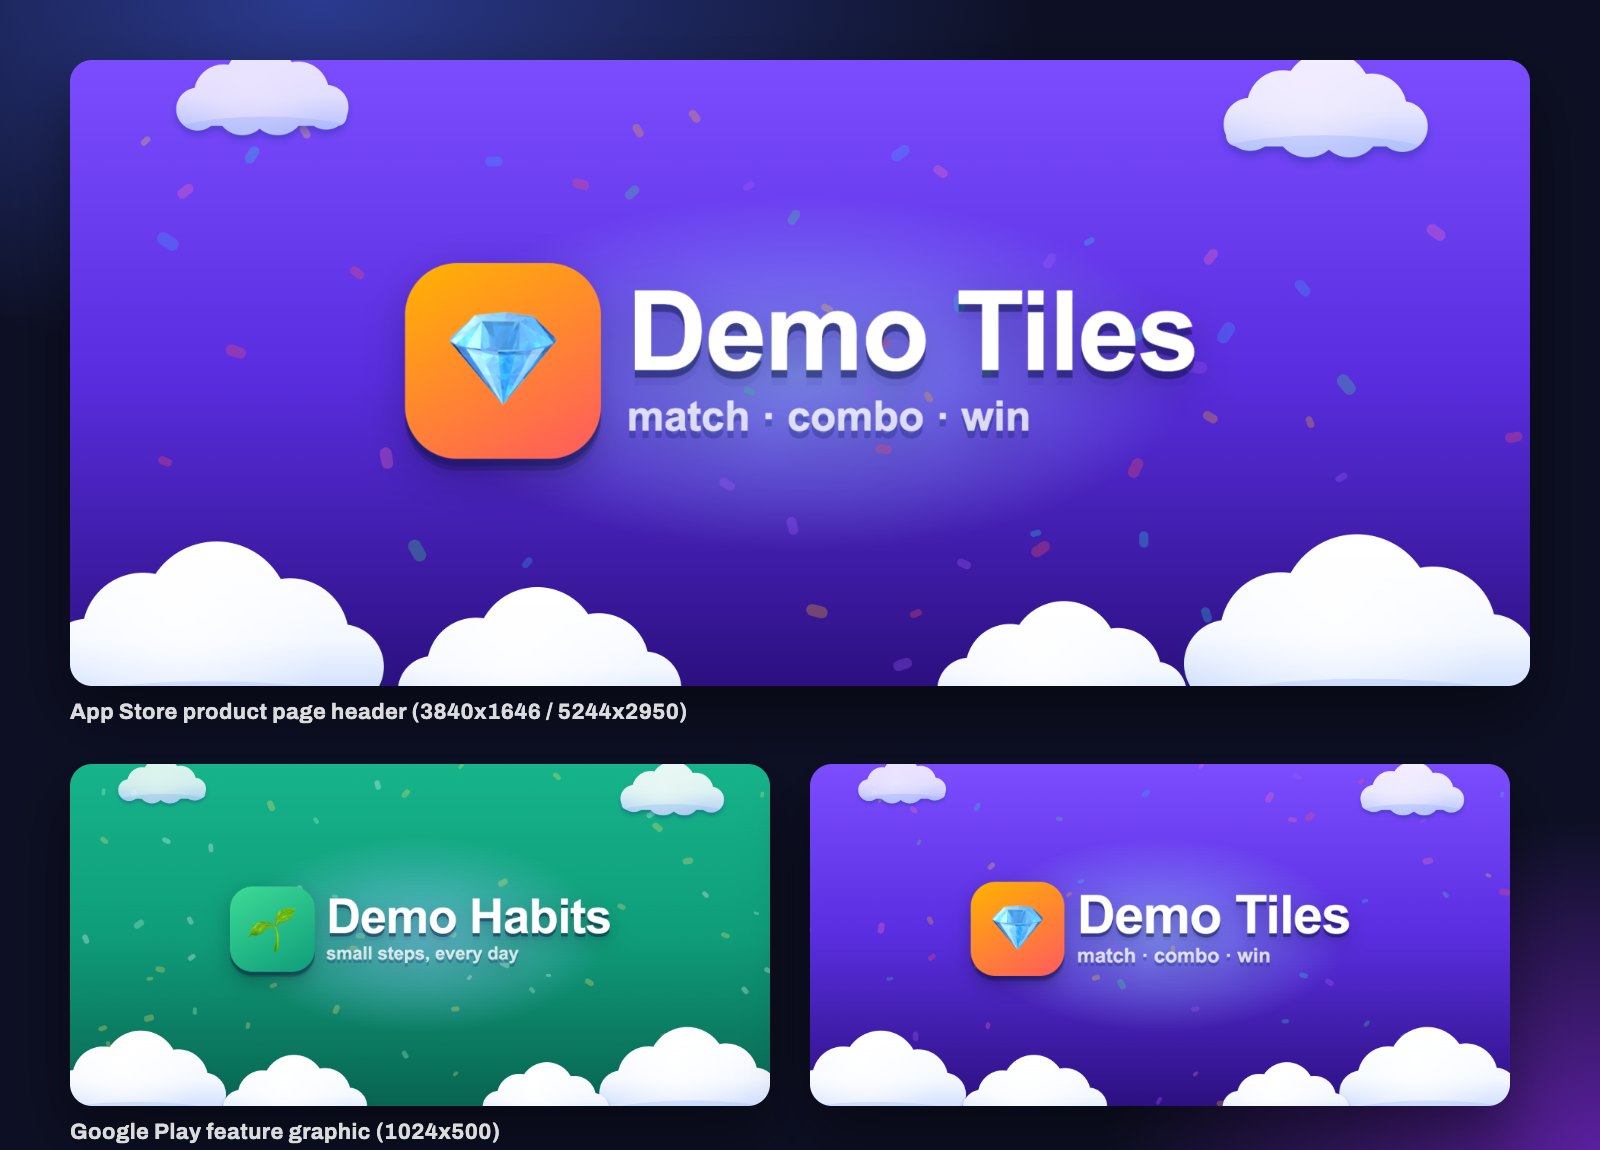 Demo Tiles
match · combo · win
App Store product page header (3840x1646 / 5244x2950)
Demo Habits
small steps, every day
Demo Tiles
match · combo · win
Google Play feature graphic (1024x500)